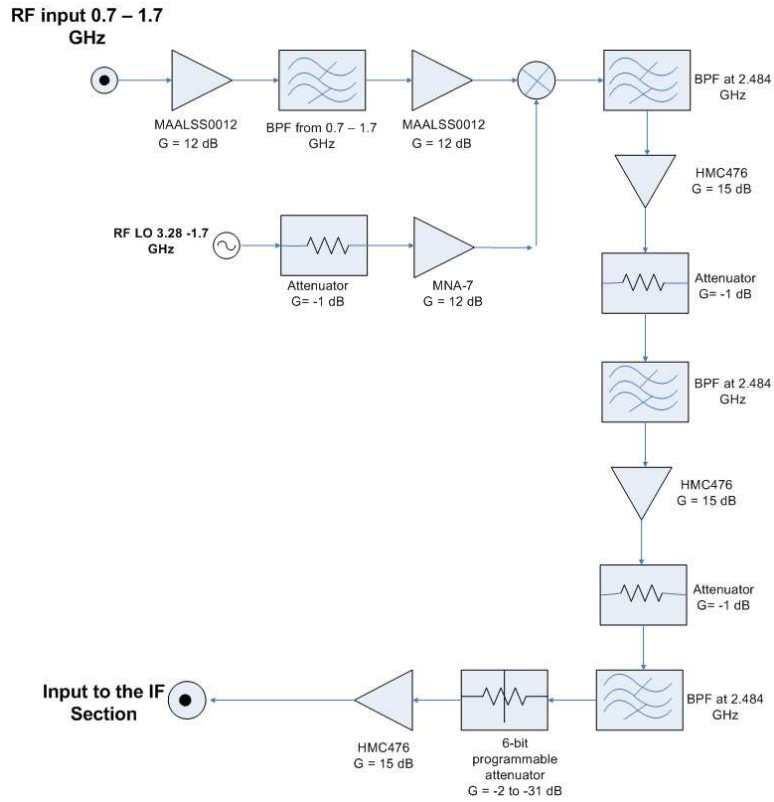 RF input 0.7 – 1.7
GHz
MAALSS0012
G = 12 dB
BPF from 0.7 – 1.7
GHz
MAALSS0012
G = 12 dB
BPF at 2.484
GHz
HMC476
G = 15 dB
RF LO 3.28 -1.7
GHz
Attenuator
G= -1 dB
MNA-7
G = 12 dB
Attenuator
G= -1 dB
BPF at 2.484
GHz
HMC476
G = 15 dB
Attenuator
G= -1 dB
Input to the IF
Section
HMC476
G = 15 dB
6-bit
programmable
attenuator
G = -2 to -31 dB
BPF at 2.484
GHz